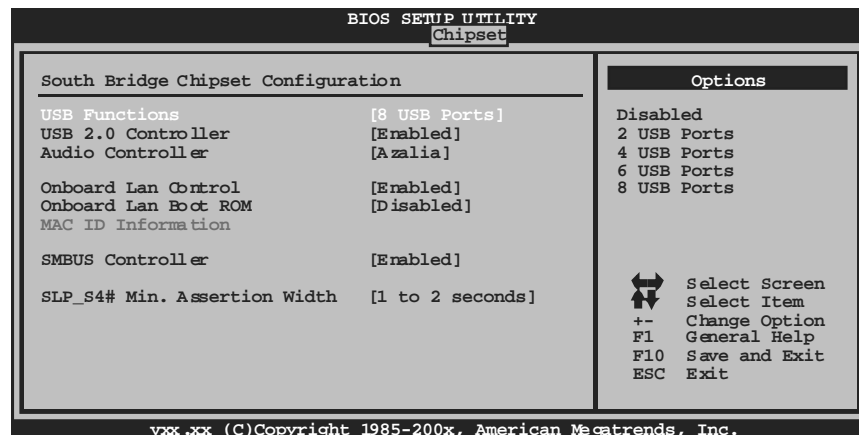 BIOS SETUP UTILITY
Chipset
South Bridge Chipset Configuration
USB Functions [8 USB Ports]
USB 2.0 Controller [Enabled]
Audio Controller [Azalia]
Onboard Lan Control [Enabled]
Onboard Lan Boot ROM [Disabled]
MAC ID Information
SMBUS Controller [Enabled]
SLP_S4# Min. Assertion Width [1 to 2 seconds]
Options
Disabled
2 USB Ports
4 USB Ports
6 USB Ports
8 USB Ports
Select Screen
Select Item
+- Change Option
F1 General Help
F10 Save and Exit
ESC Exit
vxx.xx (C)Copyright 1985-200x, American Megatrends, Inc.